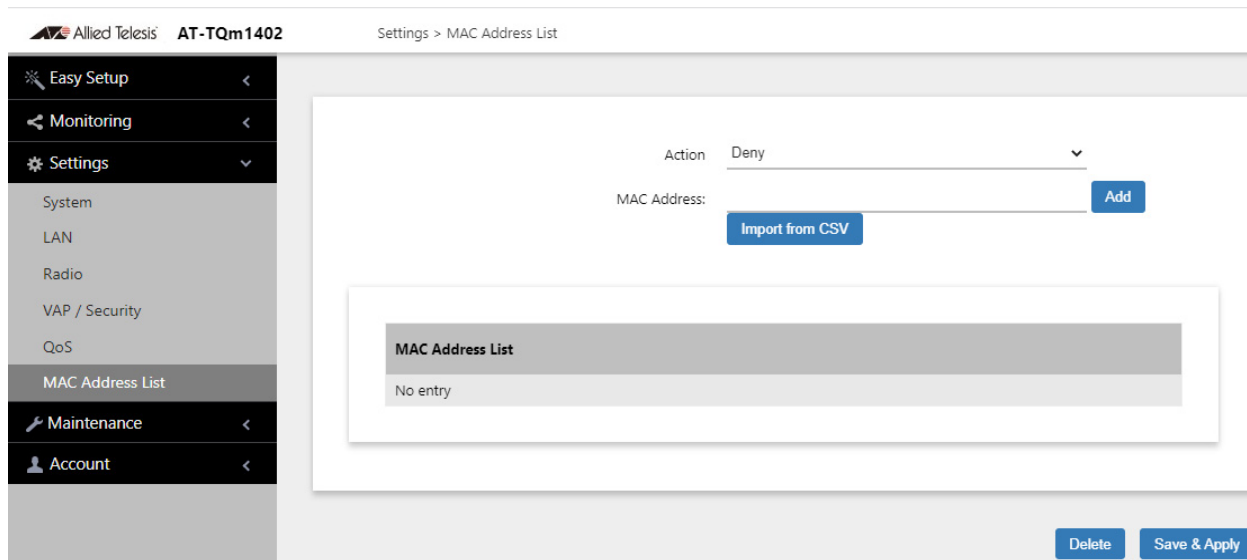 Allied Telesis AT-TQm1402 Settings > MAC Address List
Easy Setup
Monitoring
Settings
System
LAN
Radio
VAP / Security
QoS
MAC Address List
Maintenance
Account
Action Deny
MAC Address: Add
Import from CSV
MAC Address List
No entry
Delete Save & Apply